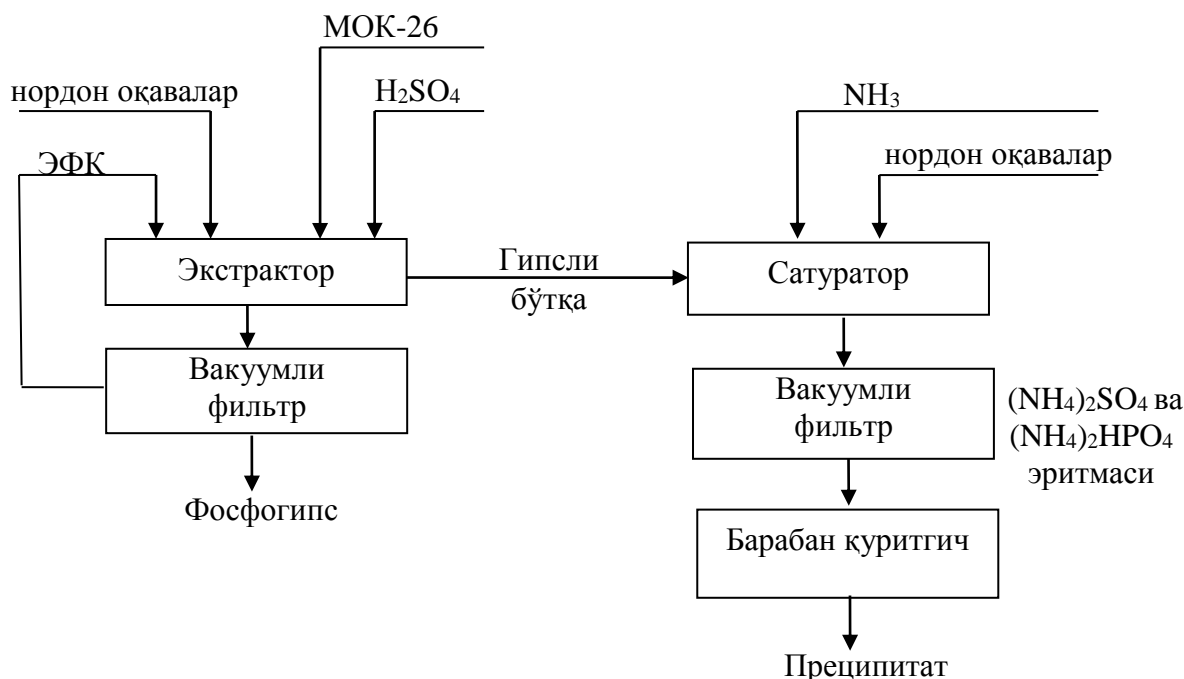 МОК-26
нордон оқавалар
H₂SO₄
NH₃
ЭФК
нордон оқавалар
Экстрактор
Гипсли
бўтқа
Сатуратор
Вакуумли
фильтр
Вакуумли
фильтр
(NH₄)₂SO₄ ва
(NH₄)₂HPO₄
эритмаси
Фосфогипс
Барабан қуритгич
Преципитат